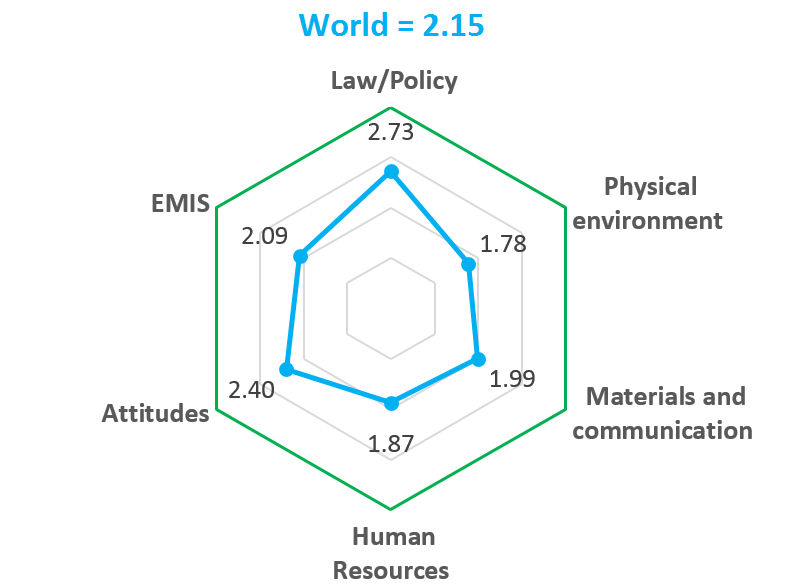 World = 2.15
Law/Policy
2.73
Physical
environment
1.78
EMIS
2.09
1.99
Materials and
communication
2.40
Attitudes
1.87
Human
Resources